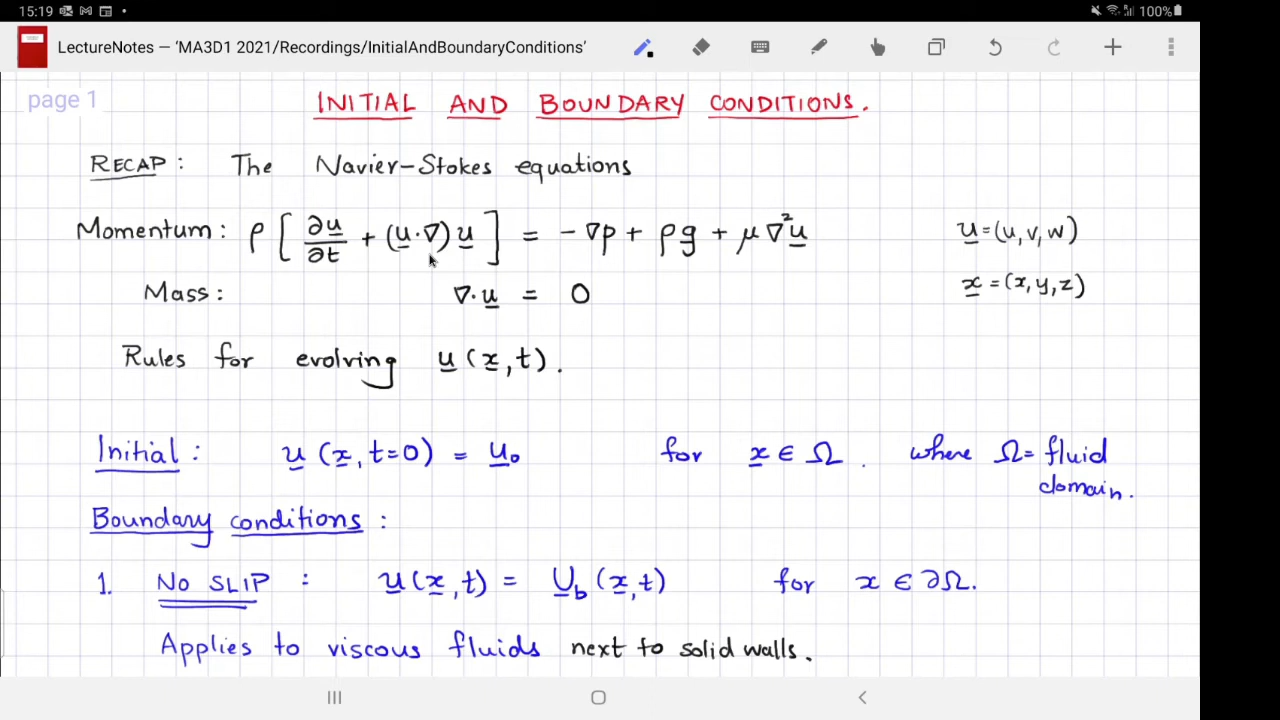 15:19 100%
LectureNotes — ‘MA3D1 2021/Recordings/InitialAndBoundaryConditions’
page 1
INITIAL AND BOUNDARY CONDITIONS.
RECAP: The Navier-Stokes equations
Momentum: ρ [ ∂u/∂t + (u·∇)u ] = -∇p + ρg + μ∇²u u=(u,v,w)
Mass: ∇·u = 0 x=(x,y,z)
Rules for evolving u(x,t).
Initial: u(x,t=0) = u₀ for x ∈ Ω. where Ω= fluid
domain.
Boundary conditions:
1. NO SLIP: u(x,t) = U_b(x,t) for x ∈ ∂Ω.
Applies to viscous fluids next to solid walls.